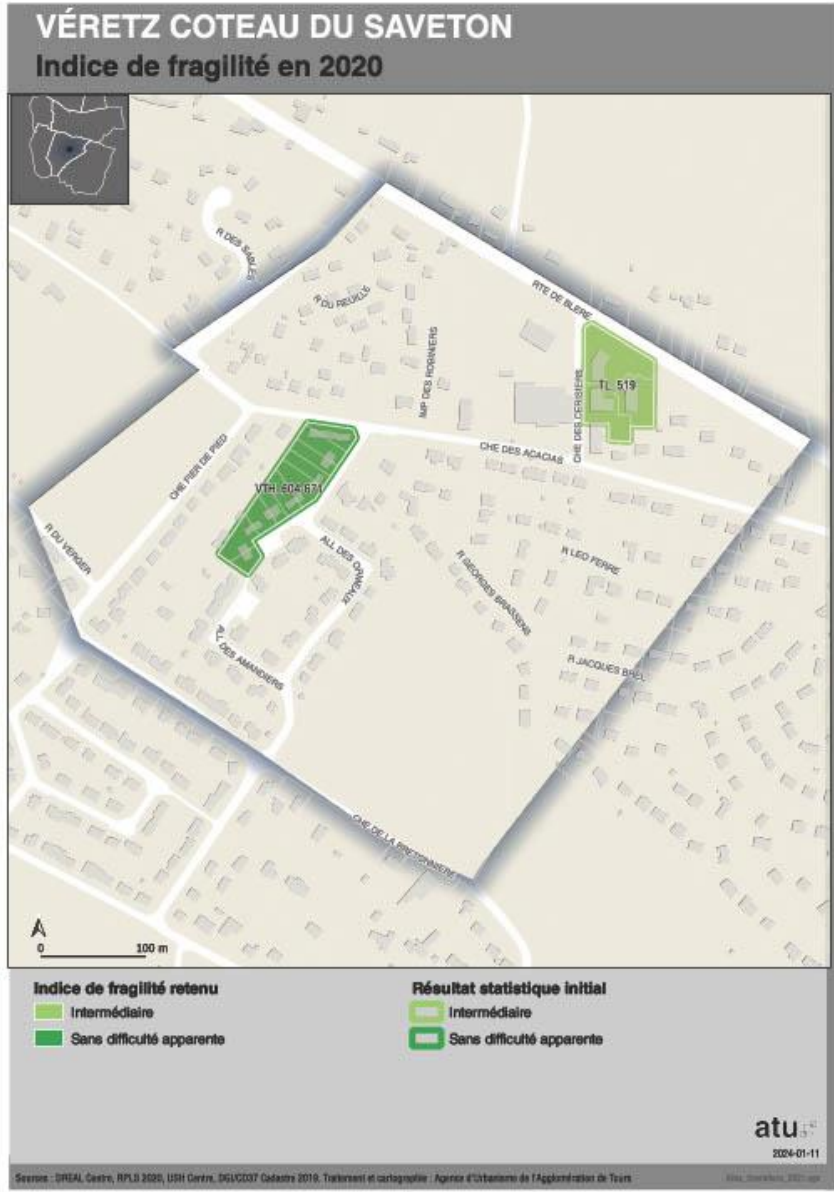 VÉRETZ COTEAU DU SAVETON
Indice de fragilité en 2020
R DES SABLES
R DU REUILLE
RTE DE BLERE
IMP DES ROBINIERS
CHE DES CERISIERS
TL. 519
CHE DES ACACIAS
CHE PIER DE PIED
VTH. 604-671
R DU VERGER
ALL DES ORMEAUX
R GEORGES BRASSENS
R LEO FERRE
ALL DES AMANDIERS
R JACQUES BREL
CHE DE LA BRETONNIERE
0 100 m
Indice de fragilité retenu
Intermédiaire
Sans difficulté apparente
Résultat statistique initial
Intermédiaire
Sans difficulté apparente
atu
2024-01-11
Sources : DREAL Centre, RPLS 2020, USH Centre, DGI/CD37 Cadastre 2019. Traitement et cartographie : Agence d'Urbanisme de l'Agglomération de Tours